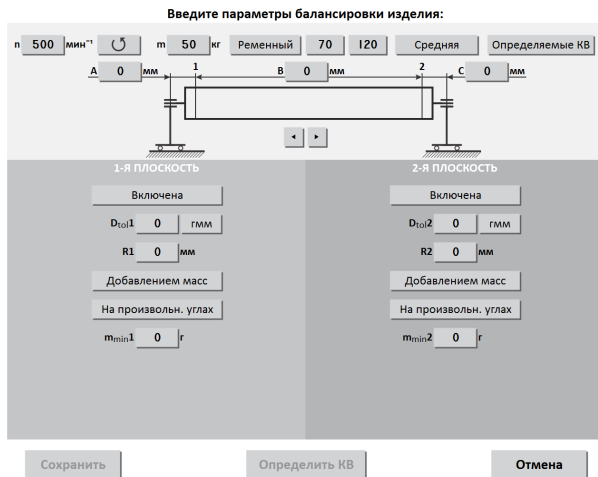 Введите параметры балансировки изделия:
n 500 мин⁻¹ m 50 кг Ременный 70 120 Средняя Определяемые КВ
A 0 мм 1 B 0 мм 2 C 0 мм
1-Я ПЛОСКОСТЬ 2-Я ПЛОСКОСТЬ
Включена Включена
Dtol1 0 гмм Dtol2 0 гмм
R1 0 мм R2 0 мм
Добавлением масс Добавлением масс
На произвольн. углах На произвольн. углах
mmin1 0 г mmin2 0 г
Сохранить Определить КВ Отмена